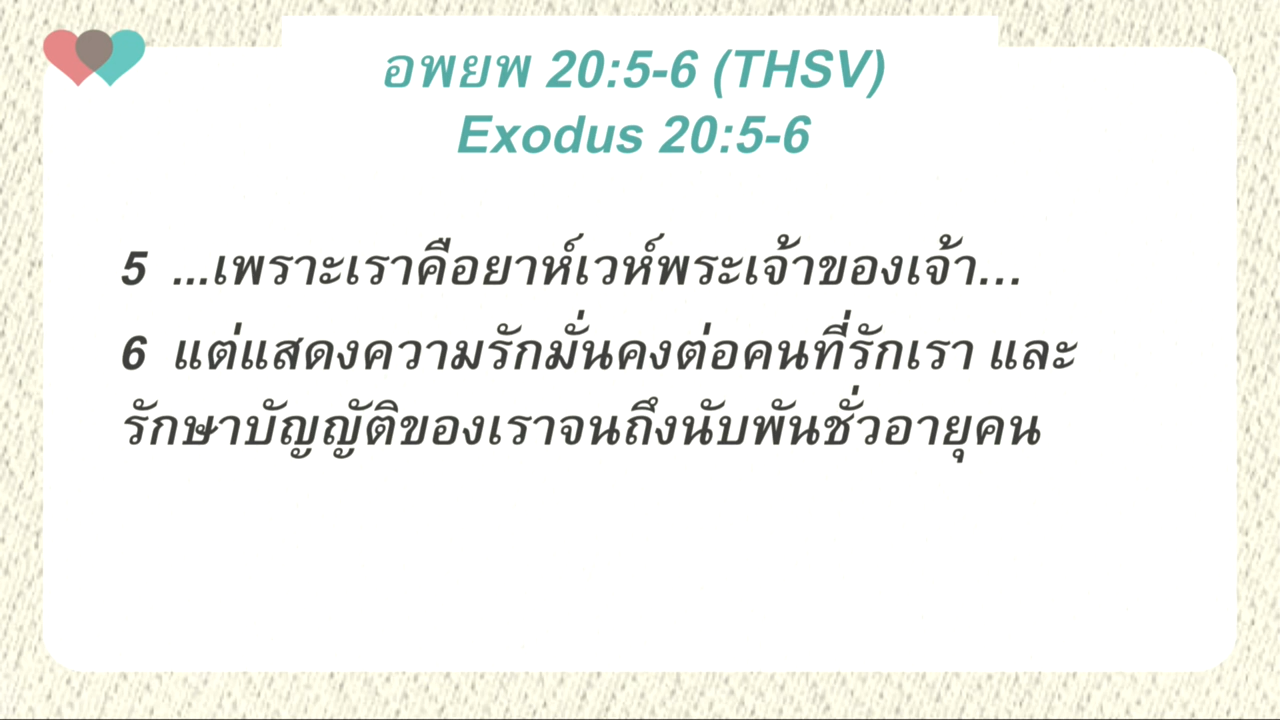 อพยพ 20:5-6 (THSV)
Exodus 20:5-6
5 ...เพราะเราคือยาห์เวห์พระเจ้าของเจ้า...
6 แต่แสดงความรักมั่นคงต่อคนที่รักเรา และ
รักษาบัญญัติของเราจนถึงนับพันชั่วอายุคน